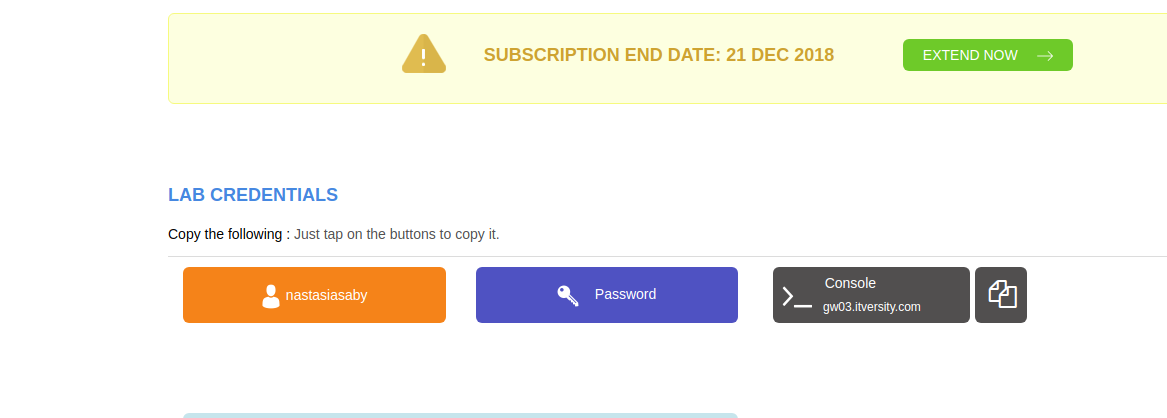 SUBSCRIPTION END DATE: 21 DEC 2018
EXTEND NOW
LAB CREDENTIALS
Copy the following : Just tap on the buttons to copy it.
nastasiasaby
Password
Console
gw03.itversity.com